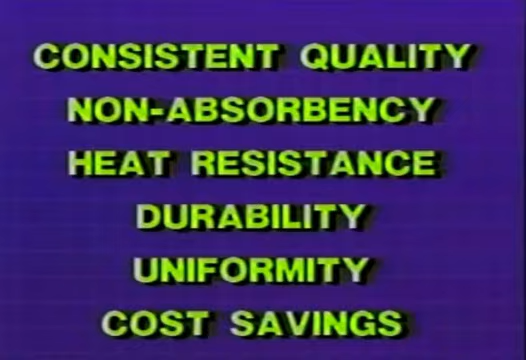 CONSISTENT QUALITY
NON-ABSORBENCY
HEAT RESISTANCE
DURABILITY
UNIFORMITY
COST SAVINGS